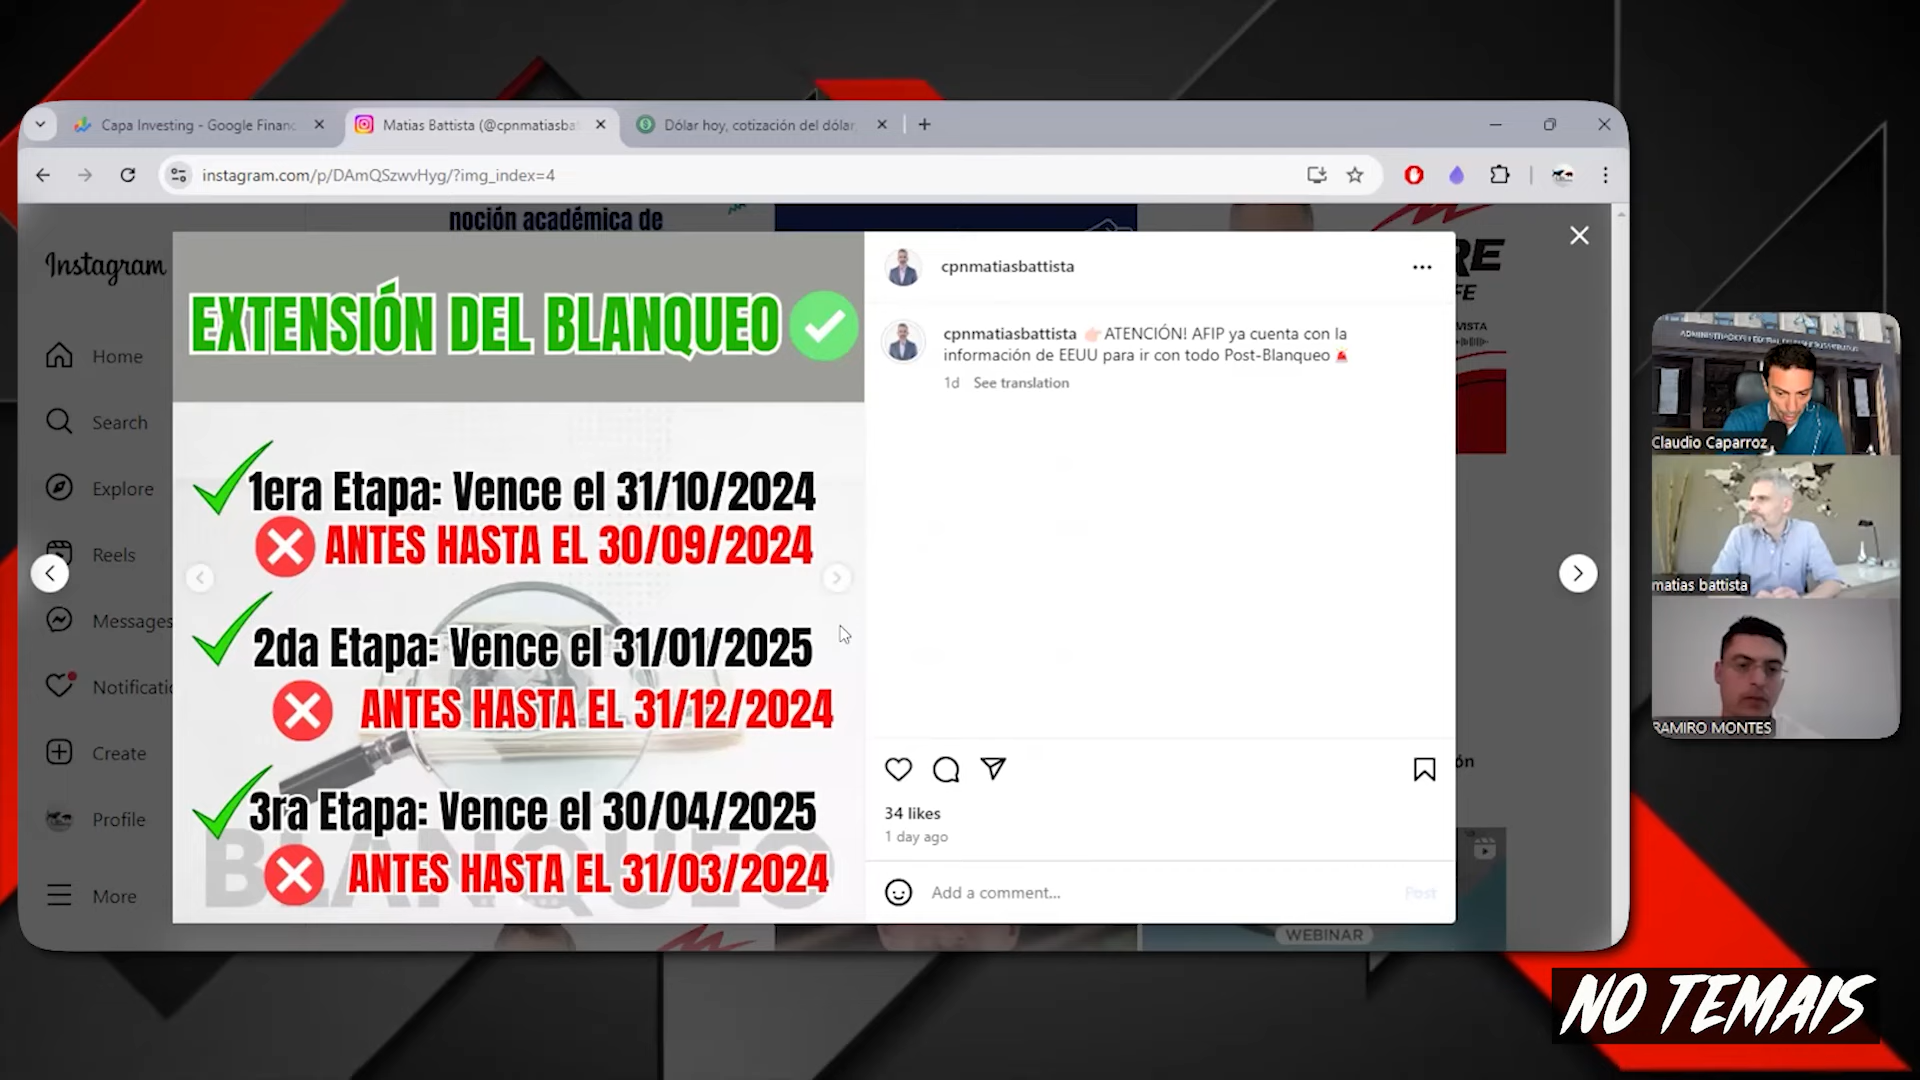 Capa Investing - Google Financ
Matias Battista (@cpnmatiasba
Dólar hoy, cotización del dólar,
instagram.com/p/DAmQSzwvHyg/?img_index=4
noción académica de
RE
FE
VISTA
Instagram
Home
Search
Explore
Reels
Messages
Notificati
Create
Profile
More
EXTENSIÓN DEL BLANQUEO
1era Etapa: Vence el 31/10/2024
ANTES HASTA EL 30/09/2024
2da Etapa: Vence el 31/01/2025
ANTES HASTA EL 31/12/2024
3ra Etapa: Vence el 30/04/2025
ANTES HASTA EL 31/03/2024
BLANQUEO
cpnmatiasbattista
cpnmatiasbattista 👉ATENCIÓN! AFIP ya cuenta con la
información de EEUU para ir con todo Post-Blanqueo 🚨
1d See translation
34 likes
1 day ago
Add a comment...
Post
ón
WEBINAR
Claudio Caparroz
matias battista
RAMIRO MONTES
NO TEMAIS